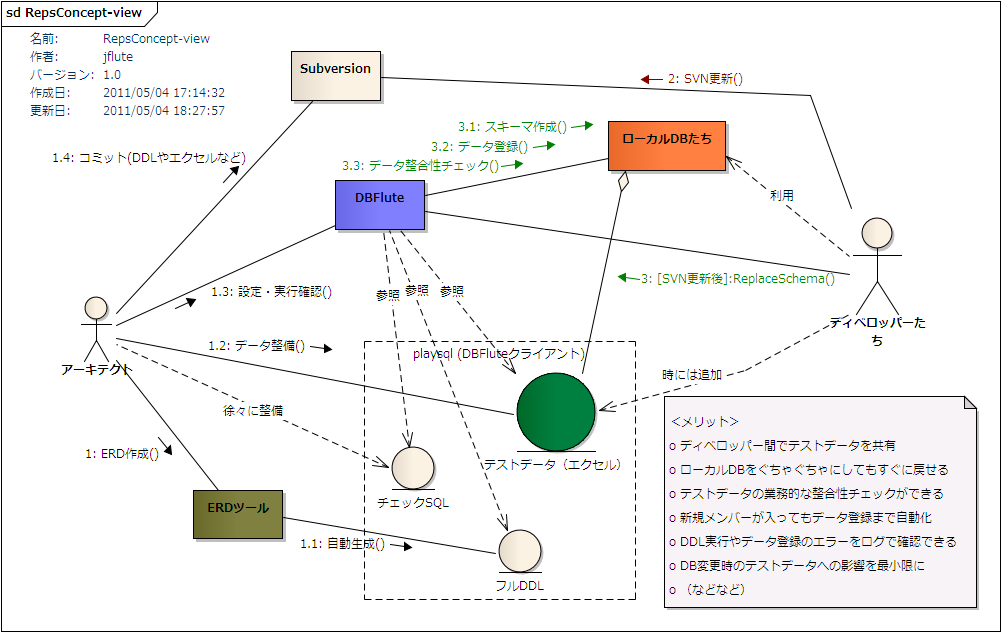 sd RepsConcept-view
名前: RepsConcept-view
作者: jflute
バージョン: 1.0
作成日: 2011/05/04 17:14:32
更新日: 2011/05/04 18:27:57
Subversion
2: SVN更新()
3.1: スキーマ作成()
3.2: データ登録()
3.3: データ整合性チェック()
ローカルDBたち
1.4: コミット(DDLやエクセルなど)
DBFlute
利用
3: [SVN更新後]:ReplaceSchema()
1.3: 設定・実行確認()
参照
参照
参照
ディベロッパーた
ち
1.2: データ整備()
playsql (DBFluteクライアント)
アーキテクト
時には追加
徐々に整備
1: ERD作成()
テストデータ（エクセル）
チェックSQL
ERDツール
1.1: 自動生成()
フルDDL
＜メリット＞
o ディベロッパー間でテストデータを共有
o ローカルDBをぐちゃぐちゃにしてもすぐに戻せる
o テストデータの業務的な整合性チェックができる
o 新規メンバーが入ってもデータ登録まで自動化
o DDL実行やデータ登録のエラーをログで確認できる
o DB変更時のテストデータへの影響を最小限に
o （などなど）